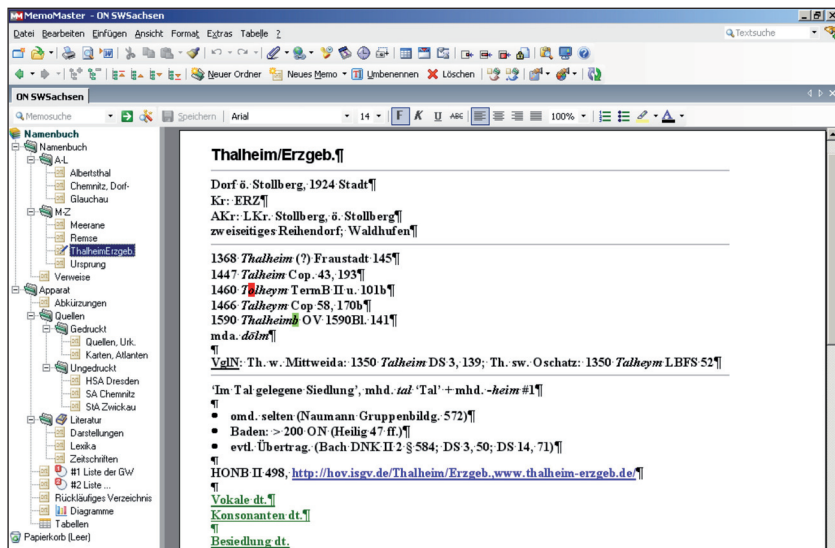 MemoMaster - ON SWSachsen
Datei Bearbeiten Einfügen Ansicht Format Extras Tabelle ?
Textsuche
Neuer Ordner Neues Memo Umbenennen Löschen
ON SWSachsen
Memosuche Speichern Arial 14 F K U ABC 100% A
Namenbuch
Namenbuch
A-L
Albertsthal
Chemnitz, Dorf-
Glauchau
M-Z
Meerane
Remse
ThalheimErzgeb.
Ursprung
Verweise
Apparat
Abkürzungen
Quellen
Gedruckt
Quellen, Urk.
Karten, Atlanten
Ungedruckt
HSA Dresden
SA Chemnitz
StA Zwickau
Literatur
Darstellungen
Lexika
Zeitschriften
#1 Liste der GW
#2 Liste ...
Rückläufiges Verzeichnis
Diagramme
Tabellen
Papierkorb (Leer)
Thalheim/Erzgeb.¶
Dorf ö. Stollberg, 1924 Stadt¶
Kr: ERZ¶
AKr: LKr. Stollberg, ö. Stollberg¶
zweiseitiges Reihendorf; Waldhufen¶
1368 Thalheim (?) Fraustadt 145¶
1447 Talheim Cop. 43, 193¶
1460 Tolheym TermB II u. 101b¶
1466 Talheym Cop 58, 170b¶
1590 Thalheimb OV 1590Bl. 141¶
mda. dōlm¶
¶
VglN: Th. w. Mittweida: 1350 Talheim DS 3, 139; Th. sw. Oschatz: 1350 Talheym LBFS 52¶
‘Im Tal gelegene Siedlung’, mhd. tal ‘Tal’ + mhd. -heim #1¶
¶
• omd. selten (Naumann Gruppenbildg. 572)¶
• Baden: > 200 ON (Heilig 47 ff.)¶
• evtl. Übertrag. (Bach DNK II 2 § 584; DS 3, 50; DS 14, 71)¶
HONB II 498, http://hov.isgv.de/Thalheim/Erzgeb.,www.thalheim-erzgeb.de/¶
¶
Vokale dt.¶
Konsonanten dt.¶
¶
Besiedlung dt.